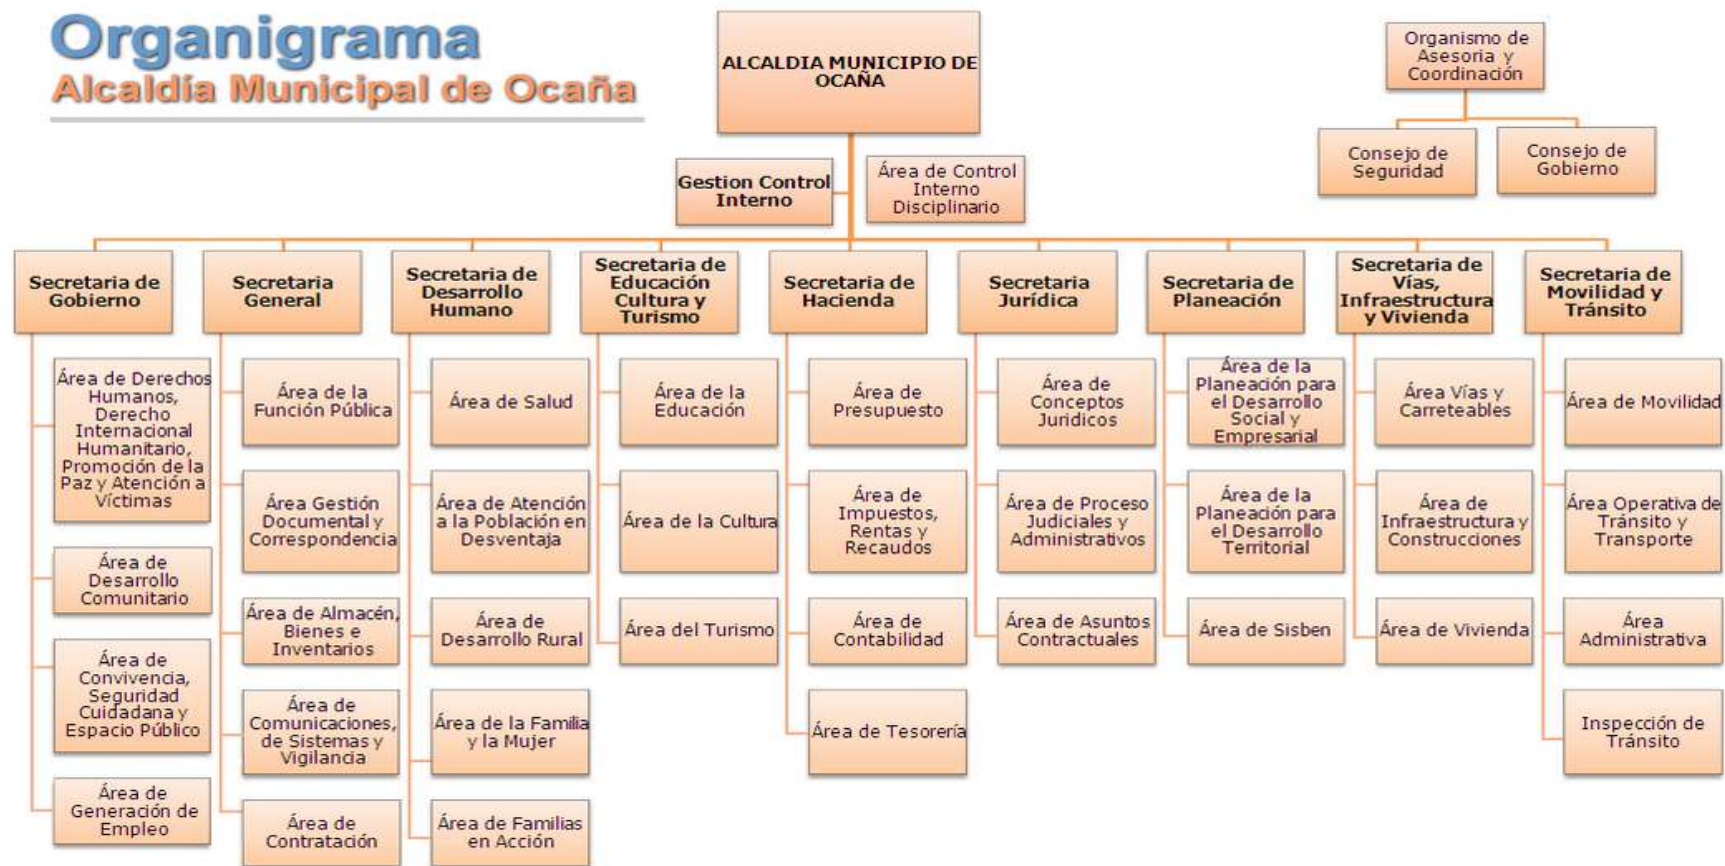 Organigrama
Alcaldía Municipal de Ocaña
ALCALDIA MUNICIPIO DE
OCAÑA
Organismo de
Asesoria y
Coordinación
Consejo de
Seguridad
Consejo de
Gobierno
Gestion Control
Interno
Área de Control
Interno
Disciplinario
Secretaria de
Gobierno
Secretaria
General
Secretaria de
Desarrollo
Humano
Secretaria de
Educación
Cultura y
Turismo
Secretaria de
Hacienda
Secretaria
Jurídica
Secretaria de
Planeación
Secretaria de
Vías,
Infraestructura
y Vivienda
Secretaria de
Movilidad y
Tránsito
Área de Derechos
Humanos,
Derecho
Internacional
Humanitario,
Promoción de la
Paz y Atención a
Víctimas
Área de
Desarrollo
Comunitario
Área de
Convivencia,
Seguridad
Cuidadana y
Espacio Público
Área de
Generación de
Empleo
Área de la
Función Pública
Área Gestión
Documental y
Correspondencia
Área de Almacén,
Bienes e
Inventarios
Área de
Comunicaciones,
de Sistemas y
Vigilancia
Área de
Contratación
Área de Salud
Área de Atención
a la Población en
Desventaja
Área de
Desarrollo Rural
Área de la Familia
y la Mujer
Área de Familias
en Acción
Área de la
Educación
Área de la Cultura
Área del Turismo
Área de
Presupuesto
Área de
Impuestos,
Rentas y
Recaudos
Área de
Contabilidad
Área de Tesorería
Área de
Conceptos
Juridicos
Área de Proceso
Judiciales y
Administrativos
Área de Asuntos
Contractuales
Área de la
Planeación para
el Desarrollo
Social y
Empresarial
Área de la
Planeación para
el Desarrollo
Territorial
Área de Sisben
Área Vías y
Carreteables
Área de
Infraestructura y
Construcciones
Área de Vivienda
Área de Movilidad
Área Operativa de
Tránsito y
Transporte
Área
Administrativa
Inspección de
Tránsito